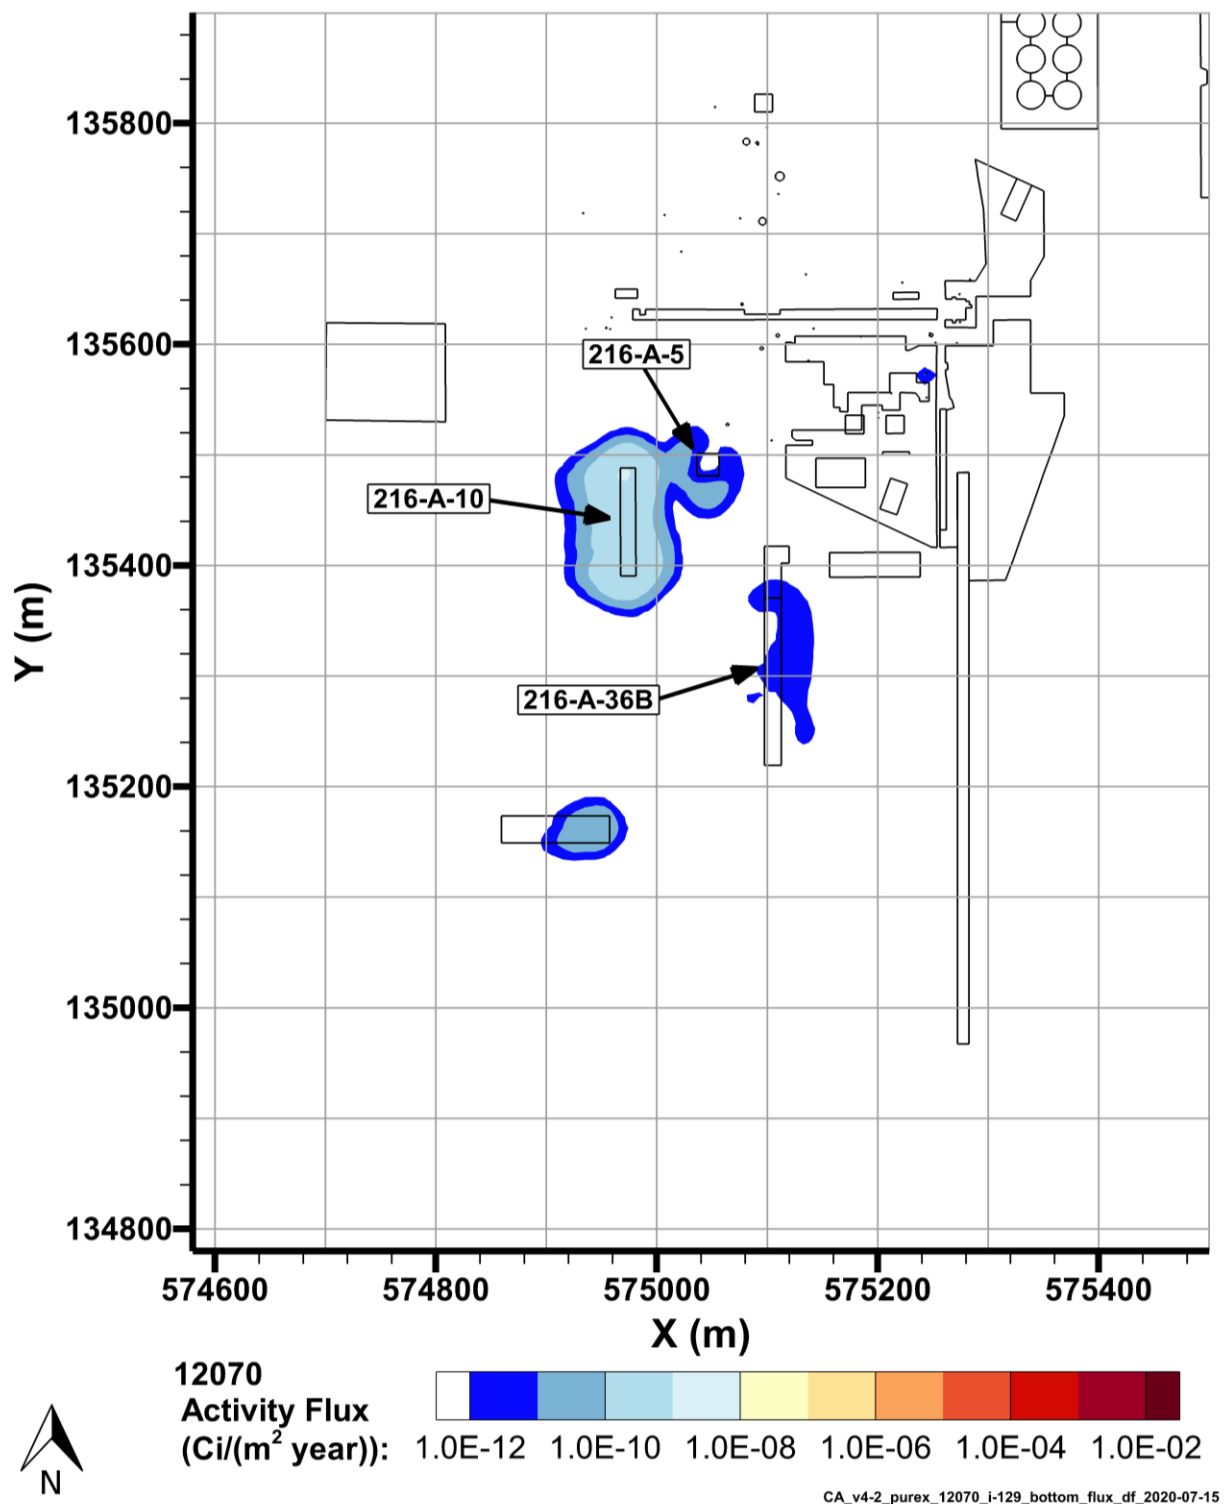 135800
135600
216-A-5
216-A-10
135400
Y (m)
216-A-36B
135200
135000
134800
574600 574800 575000 575200 575400
X (m)
12070
Activity Flux
(Ci/(m² year)):
1.0E-12 1.0E-10 1.0E-08 1.0E-06 1.0E-04 1.0E-02
N
CA_v4-2_purex_12070_i-129_bottom_flux_df_2020-07-15